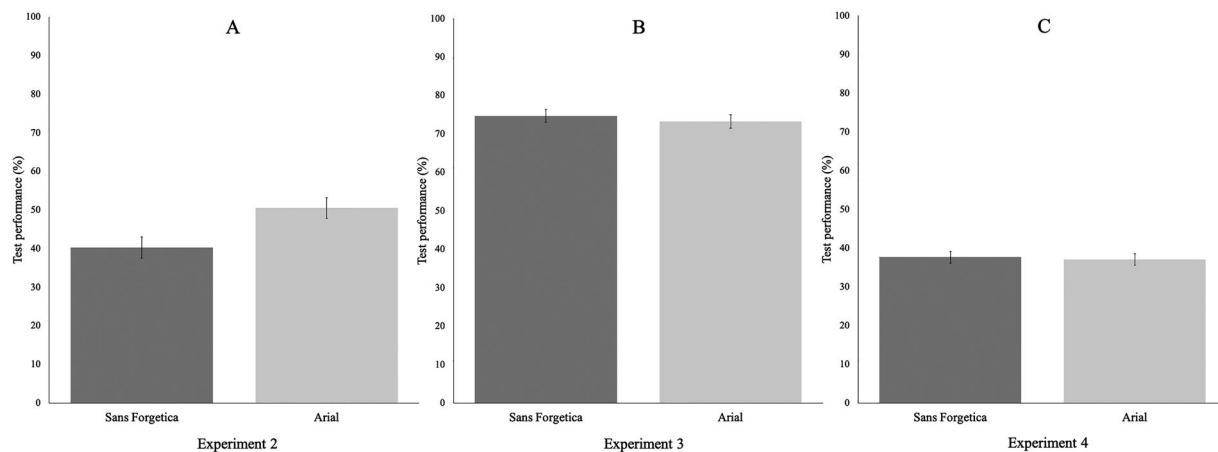 A
Test performance (%)
100
90
80
70
60
50
40
30
20
10
0
Sans Forgetica
Arial
Experiment 2
B
Test performance (%)
100
90
80
70
60
50
40
30
20
10
0
Sans Forgetica
Arial
Experiment 3
C
Test performance (%)
100
90
80
70
60
50
40
30
20
10
0
Sans Forgetica
Arial
Experiment 4